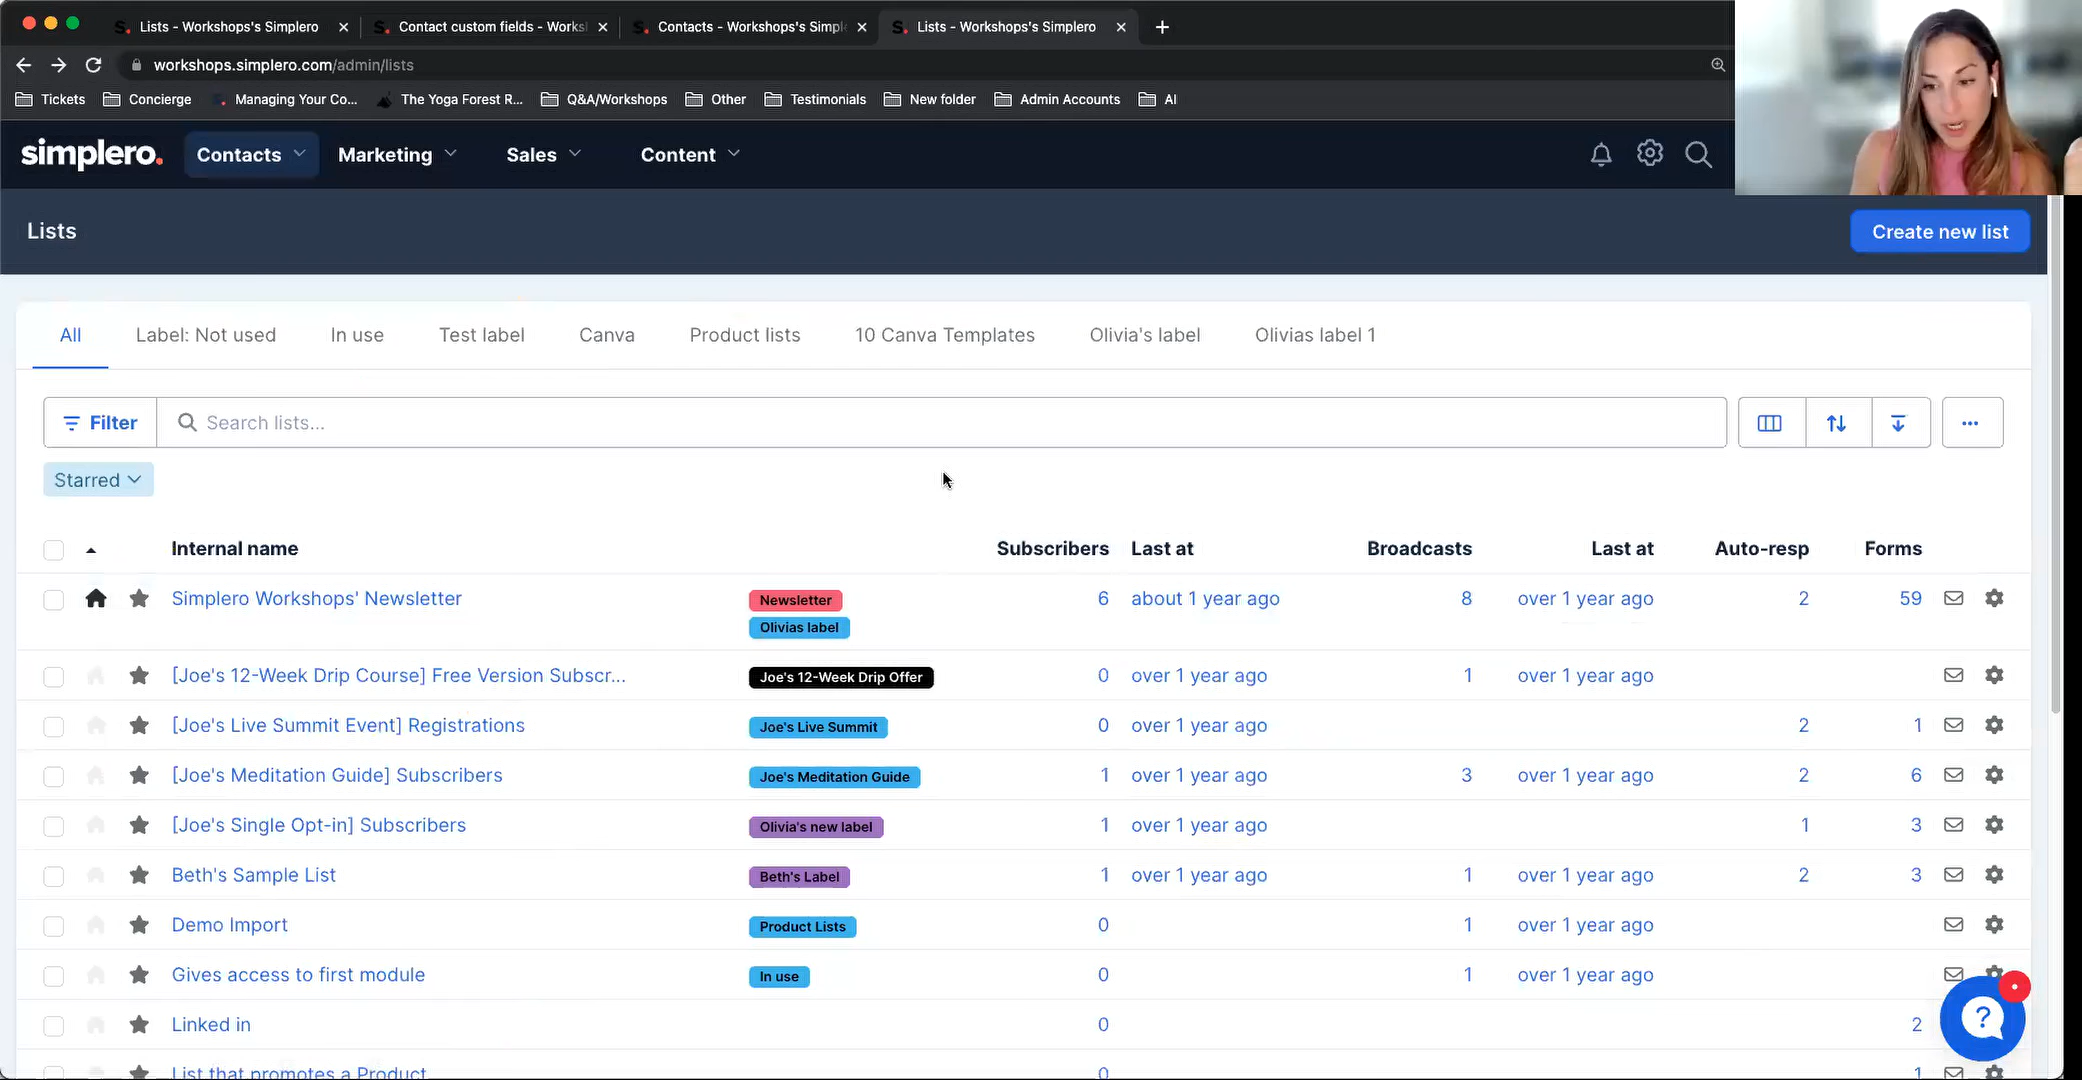 Lists - Workshops's Simplero
Contact custom fields - Works
Contacts - Workshops's Simpl
Lists - Workshops's Simplero
workshops.simplero.com/admin/lists
Tickets
Concierge
Managing Your Co...
The Yoga Forest R...
Q&A/Workshops
Other
Testimonials
New folder
Admin Accounts
AI
simplero.
Contacts
Marketing
Sales
Content
Lists
Create new list
All
Label: Not used
In use
Test label
Canva
Product lists
10 Canva Templates
Olivia's label
Olivias label 1
Filter
Search lists...
Starred
Internal name Subscribers Last at Broadcasts Last at Auto-resp Forms
Simplero Workshops' Newsletter Newsletter 6 about 1 year ago 8 over 1 year ago 2 59
Olivias label
[Joe's 12-Week Drip Course] Free Version Subscr... Joe's 12-Week Drip Offer 0 over 1 year ago 1 over 1 year ago
[Joe's Live Summit Event] Registrations Joe's Live Summit 0 over 1 year ago 2 1
[Joe's Meditation Guide] Subscribers Joe's Meditation Guide 1 over 1 year ago 3 over 1 year ago 2 6
[Joe's Single Opt-in] Subscribers Olivia's new label 1 over 1 year ago 1 3
Beth's Sample List Beth's Label 1 over 1 year ago 1 over 1 year ago 2 3
Demo Import Product Lists 0 1 over 1 year ago
Gives access to first module In use 0 1 over 1 year ago
Linked in 0 2
List that promotes a Product 0 1